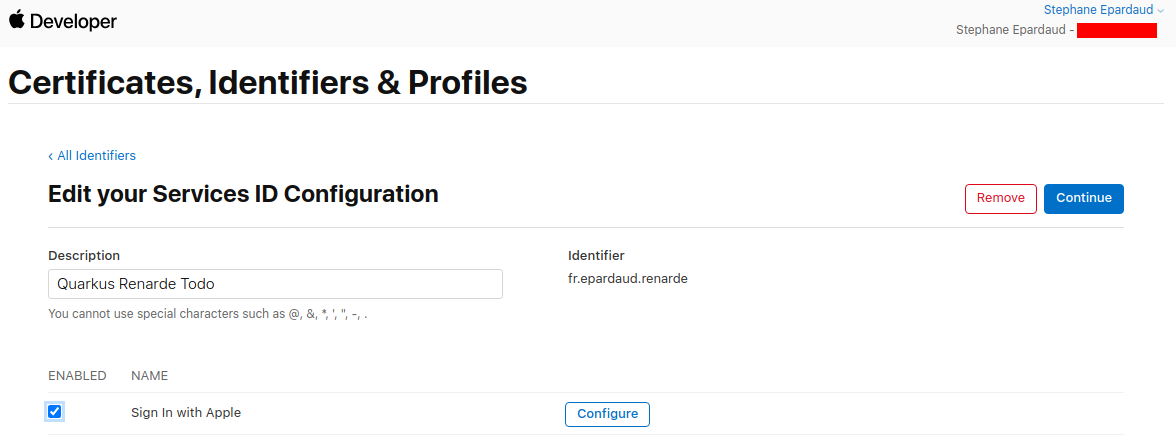 Developer
Stephane Epardaud
Stephane Epardaud -
Certificates, Identifiers & Profiles
‹ All Identifiers
Edit your Services ID Configuration
Remove
Continue
Description
Identifier
Quarkus Renarde Todo
fr.epardaud.renarde
You cannot use special characters such as @, &, *, ', ", -, .
ENABLED
NAME
Sign In with Apple
Configure